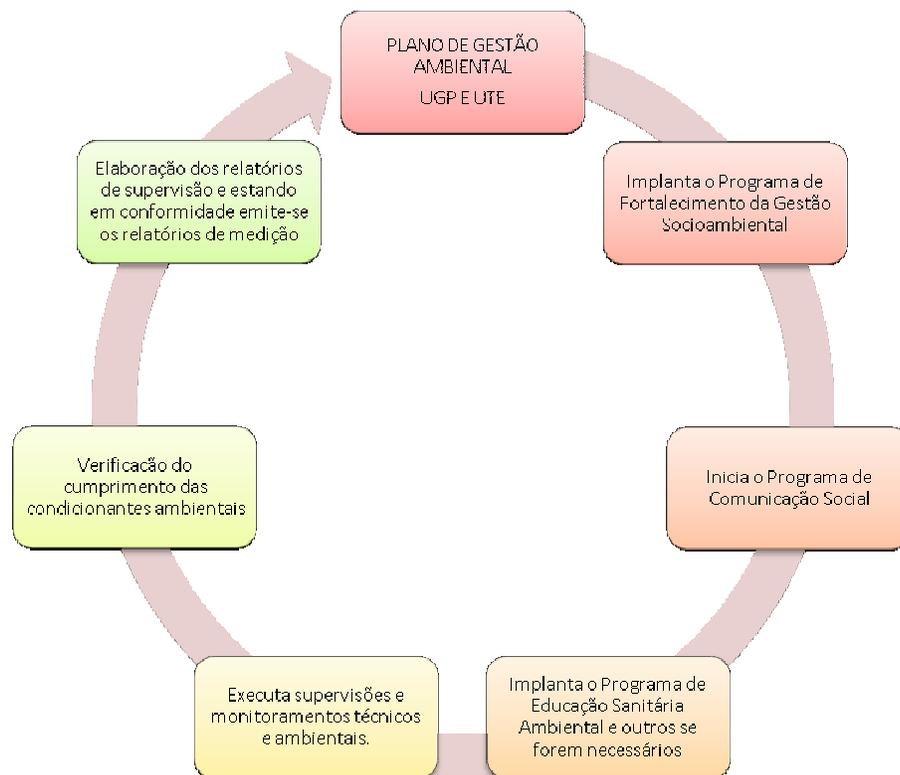 PLANO DE GESTÃO
AMBIENTAL
UGP E UTE
Implanta o Programa de
Fortalecimento da Gestão
Socioambiental
Inicia o Programa de
Comunicação Social
Implanta o Programa de
Educação Sanitária
Ambiental e outros se
forem necessários
Executa supervisões e
monitoramentos técnicos
e ambientais.
Verificação do
cumprimento das
condicionantes ambientais
Elaboração dos relatórios
de supervisão e estando
em conformidade emite-se
os relatórios de medição